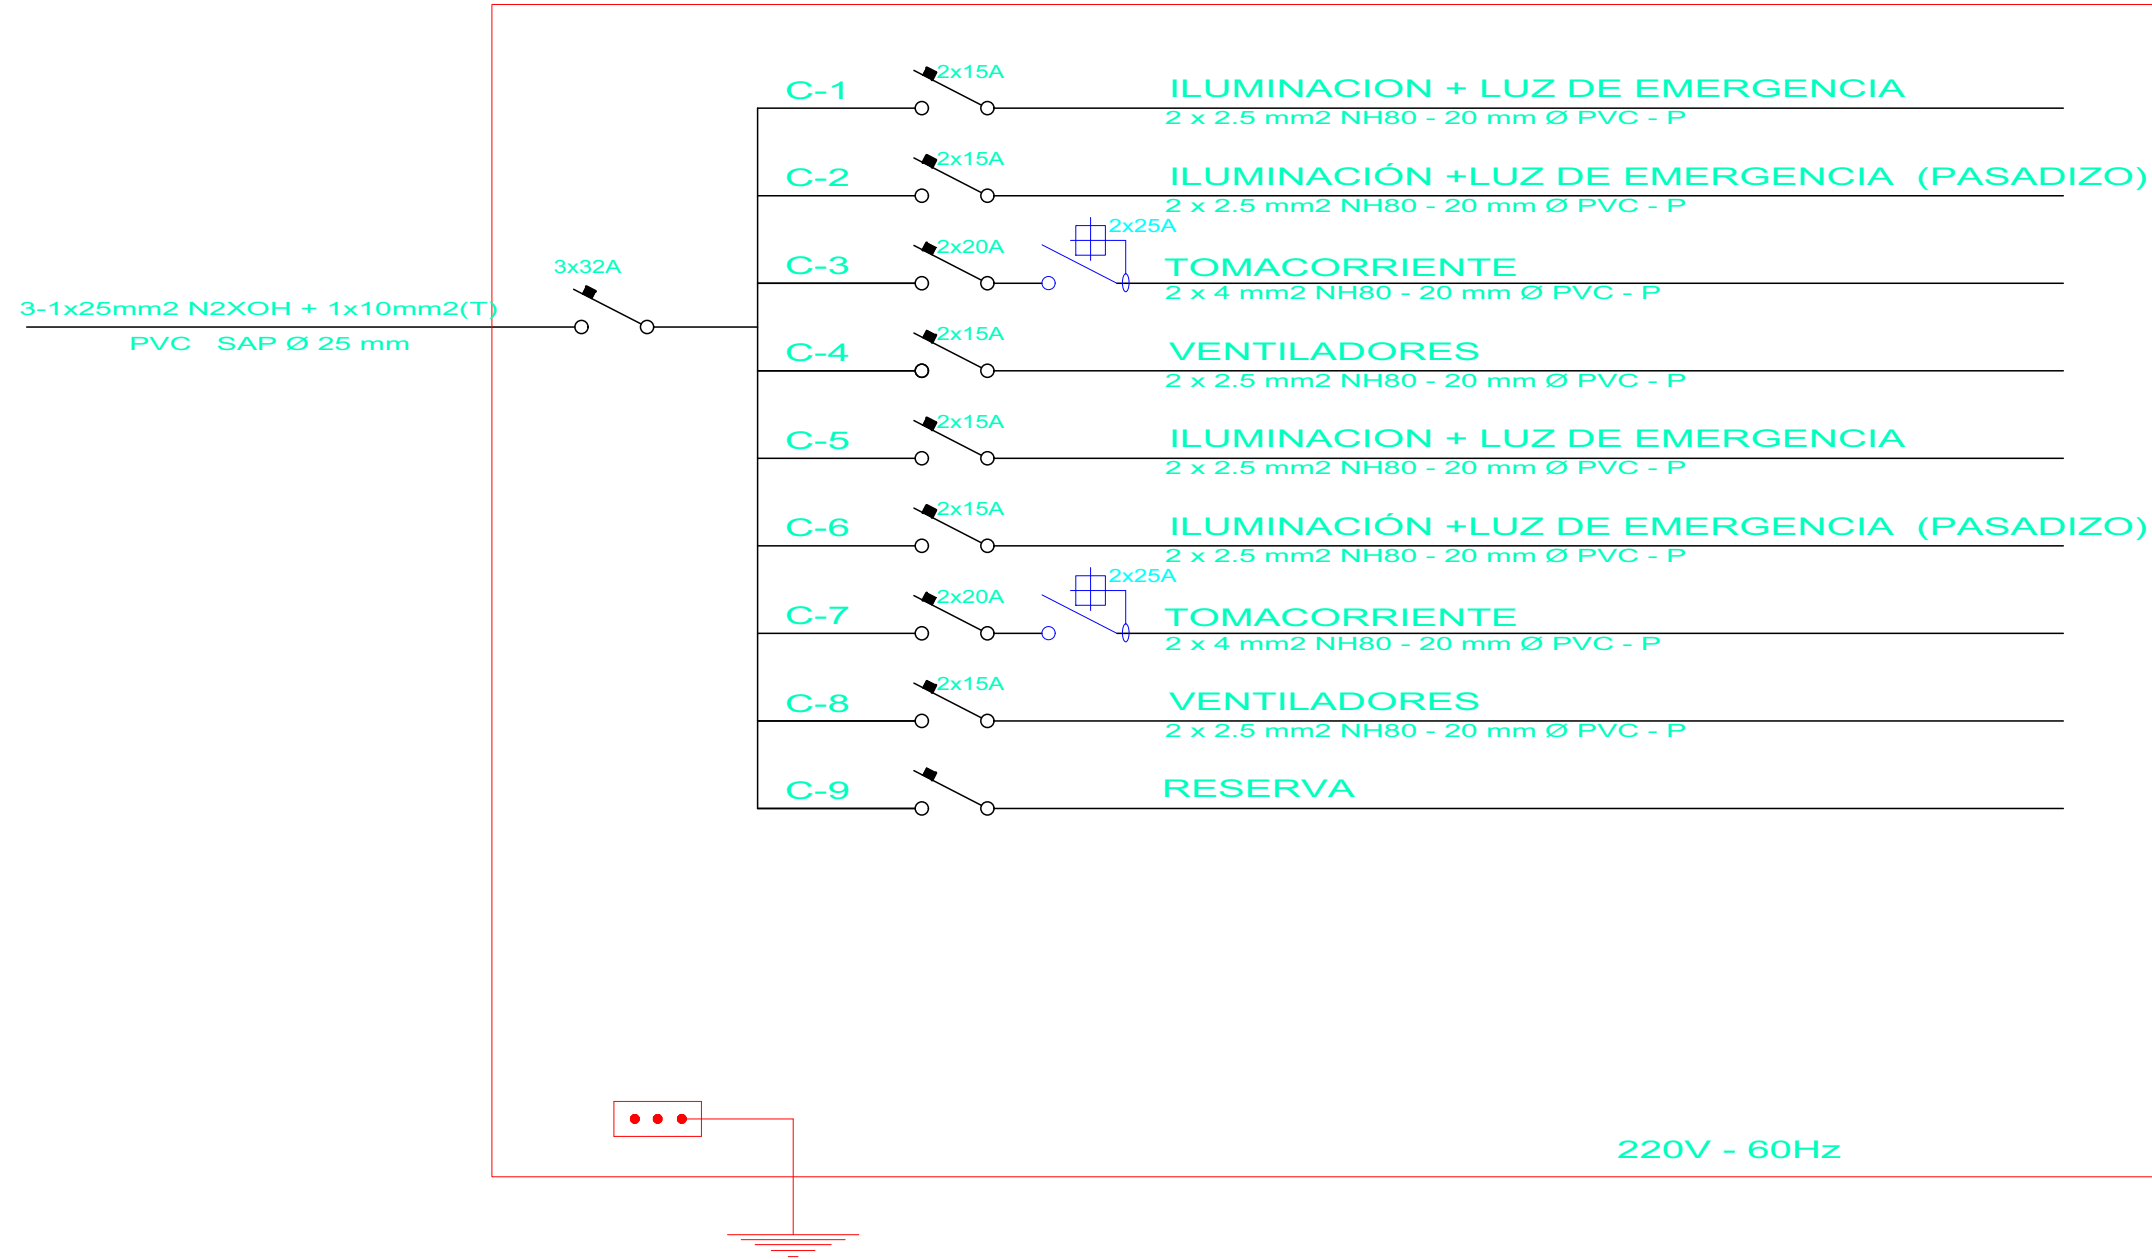 C-1
2x15A
ILUMINACION + LUZ DE EMERGENCIA
2 x 2.5 mm2 NH80 - 20 mm Ø PVC - P
C-2
2x15A
ILUMINACIÓN +LUZ DE EMERGENCIA (PASADIZO)
2 x 2.5 mm2 NH80 - 20 mm Ø PVC - P
C-3
2x20A
2x25A
TOMACORRIENTE
2 x 4 mm2 NH80 - 20 mm Ø PVC - P
3x32A
3-1x25mm2 N2XOH + 1x10mm2(T)
PVC SAP Ø 25 mm
C-4
2x15A
VENTILADORES
2 x 2.5 mm2 NH80 - 20 mm Ø PVC - P
C-5
2x15A
ILUMINACION + LUZ DE EMERGENCIA
2 x 2.5 mm2 NH80 - 20 mm Ø PVC - P
C-6
2x15A
ILUMINACIÓN +LUZ DE EMERGENCIA (PASADIZO)
2 x 2.5 mm2 NH80 - 20 mm Ø PVC - P
C-7
2x20A
2x25A
TOMACORRIENTE
2 x 4 mm2 NH80 - 20 mm Ø PVC - P
C-8
2x15A
VENTILADORES
2 x 2.5 mm2 NH80 - 20 mm Ø PVC - P
C-9
RESERVA
220V - 60Hz